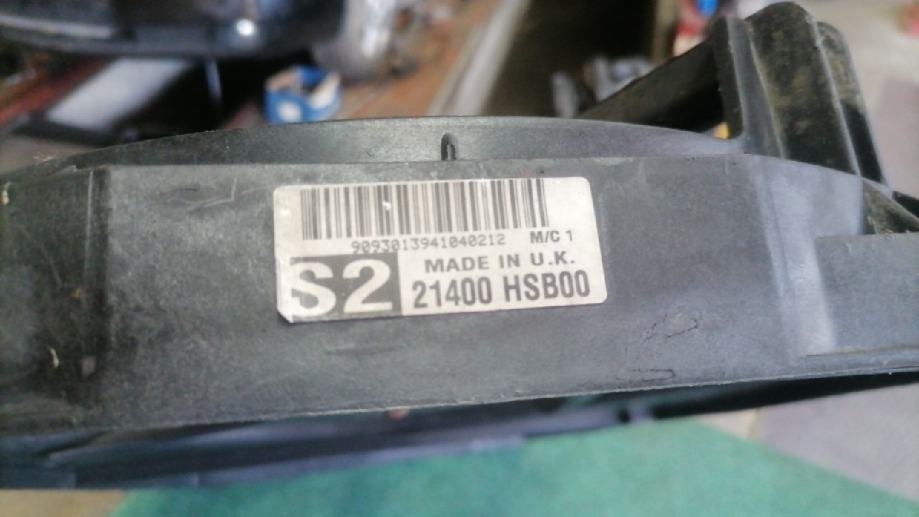 9093013941040212 M/C 1
S2
MADE IN U.K.
21400 HSB00